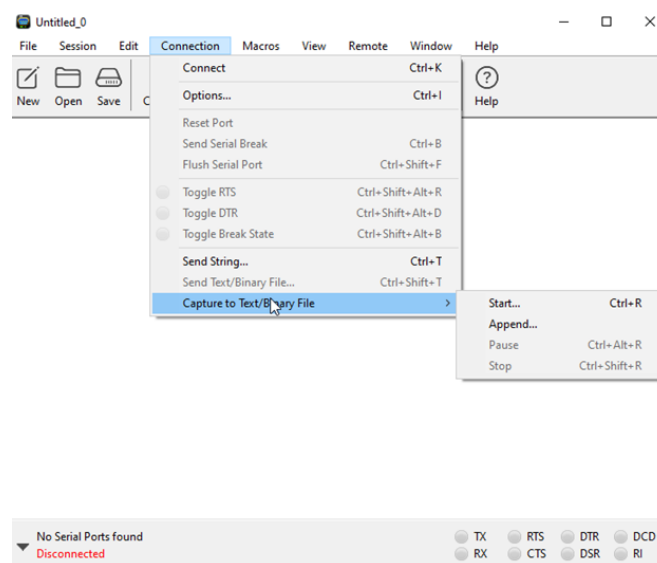 Untitled_0
File Session Edit Connection Macros View Remote Window Help
New Open Save C Help
Connect Ctrl+K
Options... Ctrl+I
Reset Port
Send Serial Break Ctrl+B
Flush Serial Port Ctrl+Shift+F
Toggle RTS Ctrl+Shift+Alt+R
Toggle DTR Ctrl+Shift+Alt+D
Toggle Break State Ctrl+Shift+Alt+B
Send String... Ctrl+T
Send Text/Binary File... Ctrl+Shift+T
Capture to Text/Binary File
Start... Ctrl+R
Append...
Pause Ctrl+Alt+R
Stop Ctrl+Shift+R
No Serial Ports found TX RTS DTR DCD
Disconnected RX CTS DSR RI